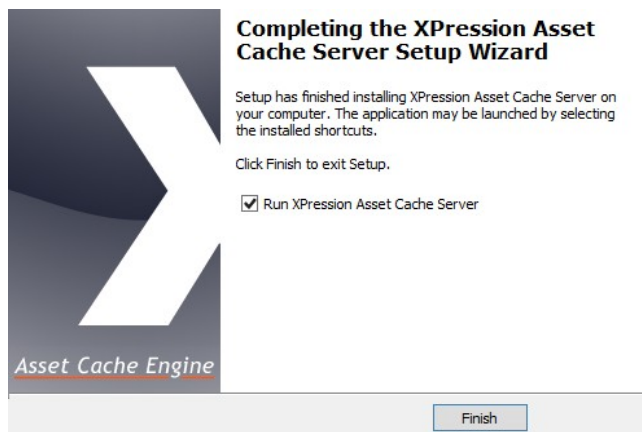 Completing the XPression Asset
Cache Server Setup Wizard
Setup has finished installing XPression Asset Cache Server on
your computer. The application may be launched by selecting
the installed shortcuts.
Click Finish to exit Setup.
Run XPression Asset Cache Server
Asset Cache Engine
Finish